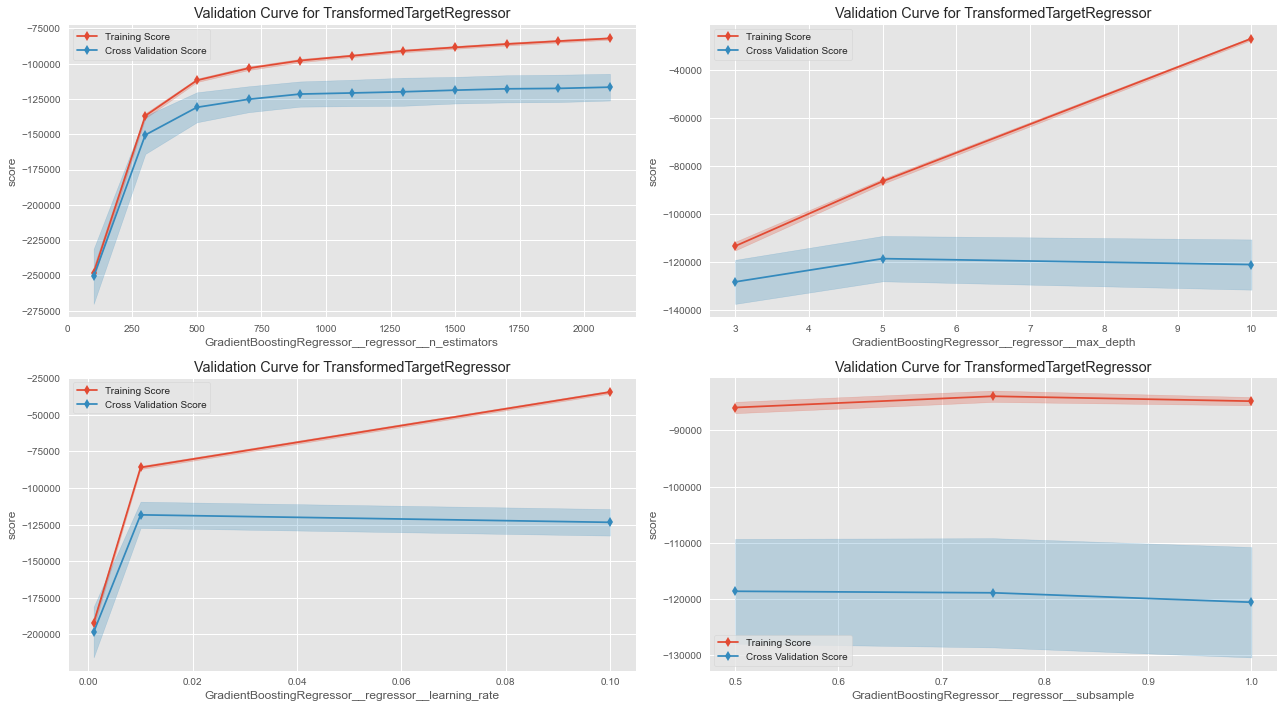 Validation Curve for TransformedTargetRegressor
Training Score
Cross Validation Score
score
−75000
−100000
−125000
−150000
−175000
−200000
−225000
−250000
−275000
0 250 500 750 1000 1250 1500 1750 2000
GradientBoostingRegressor__regressor__n_estimators
Validation Curve for TransformedTargetRegressor
Training Score
Cross Validation Score
score
−40000
−60000
−80000
−100000
−120000
−140000
3 4 5 6 7 8 9 10
GradientBoostingRegressor__regressor__max_depth
Validation Curve for TransformedTargetRegressor
Training Score
Cross Validation Score
score
−25000
−50000
−75000
−100000
−125000
−150000
−175000
−200000
0.00 0.02 0.04 0.06 0.08 0.10
GradientBoostingRegressor__regressor__learning_rate
Validation Curve for TransformedTargetRegressor
score
−90000
−100000
−110000
−120000
−130000
Training Score
Cross Validation Score
0.5 0.6 0.7 0.8 0.9 1.0
GradientBoostingRegressor__regressor__subsample